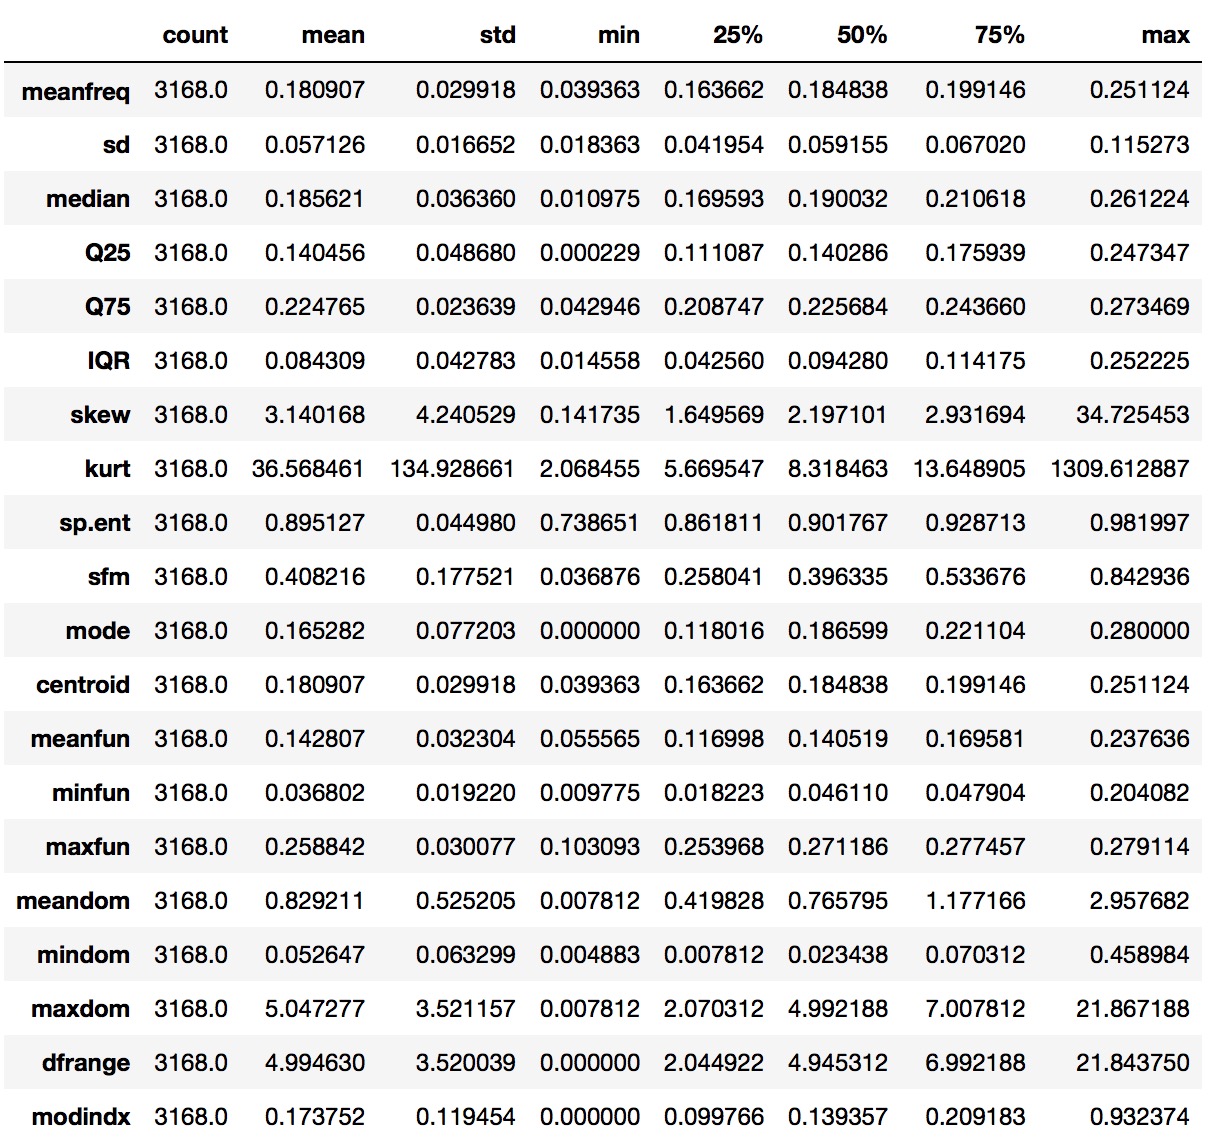 count mean std min 25% 50% 75% max
meanfreq 3168.0 0.180907 0.029918 0.039363 0.163662 0.184838 0.199146 0.251124
sd 3168.0 0.057126 0.016652 0.018363 0.041954 0.059155 0.067020 0.115273
median 3168.0 0.185621 0.036360 0.010975 0.169593 0.190032 0.210618 0.261224
Q25 3168.0 0.140456 0.048680 0.000229 0.111087 0.140286 0.175939 0.247347
Q75 3168.0 0.224765 0.023639 0.042946 0.208747 0.225684 0.243660 0.273469
IQR 3168.0 0.084309 0.042783 0.014558 0.042560 0.094280 0.114175 0.252225
skew 3168.0 3.140168 4.240529 0.141735 1.649569 2.197101 2.931694 34.725453
kurt 3168.0 36.568461 134.928661 2.068455 5.669547 8.318463 13.648905 1309.612887
sp.ent 3168.0 0.895127 0.044980 0.738651 0.861811 0.901767 0.928713 0.981997
sfm 3168.0 0.408216 0.177521 0.036876 0.258041 0.396335 0.533676 0.842936
mode 3168.0 0.165282 0.077203 0.000000 0.118016 0.186599 0.221104 0.280000
centroid 3168.0 0.180907 0.029918 0.039363 0.163662 0.184838 0.199146 0.251124
meanfun 3168.0 0.142807 0.032304 0.055565 0.116998 0.140519 0.169581 0.237636
minfun 3168.0 0.036802 0.019220 0.009775 0.018223 0.046110 0.047904 0.204082
maxfun 3168.0 0.258842 0.030077 0.103093 0.253968 0.271186 0.277457 0.279114
meandom 3168.0 0.829211 0.525205 0.007812 0.419828 0.765795 1.177166 2.957682
mindom 3168.0 0.052647 0.063299 0.004883 0.007812 0.023438 0.070312 0.458984
maxdom 3168.0 5.047277 3.521157 0.007812 2.070312 4.992188 7.007812 21.867188
dfrange 3168.0 4.994630 3.520039 0.000000 2.044922 4.945312 6.992188 21.843750
modindx 3168.0 0.173752 0.119454 0.000000 0.099766 0.139357 0.209183 0.932374